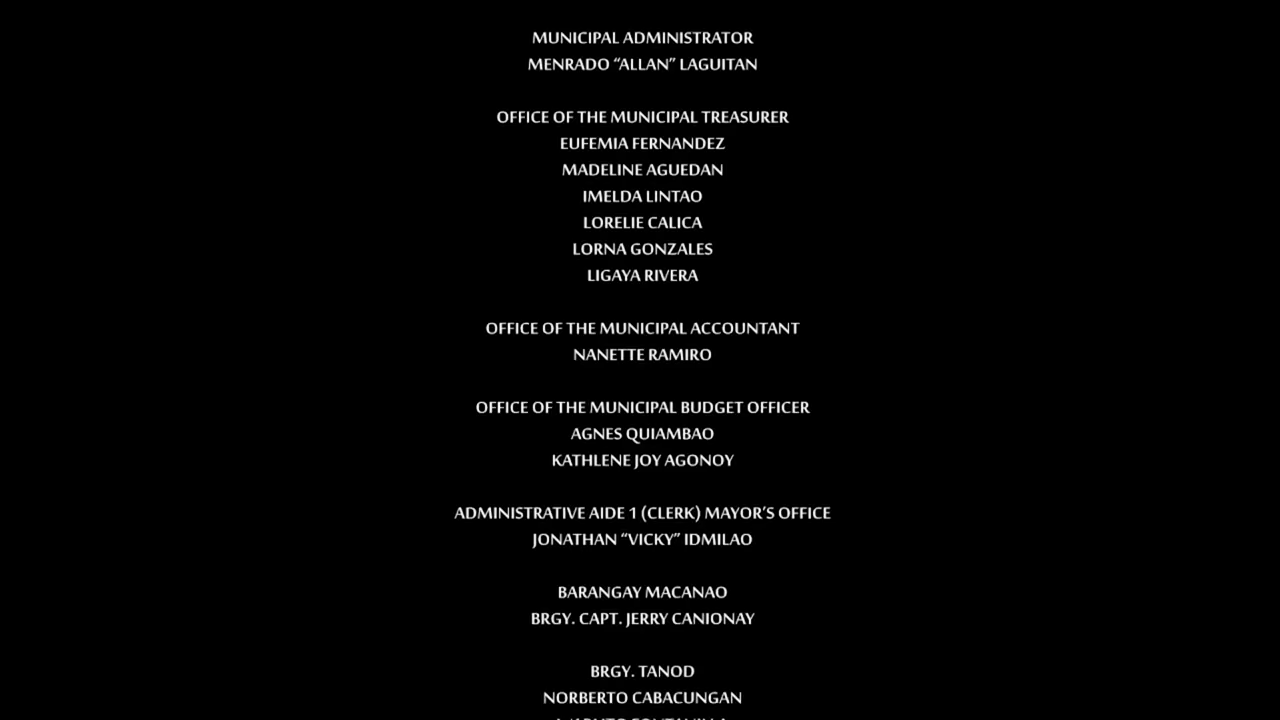 MUNICIPAL ADMINISTRATOR
MENRADO “ALLAN” LAGUITAN
OFFICE OF THE MUNICIPAL TREASURER
EUFEMIA FERNANDEZ
MADELINE AGUEDAN
IMELDA LINTAO
LORELIE CALICA
LORNA GONZALES
LIGAYA RIVERA
OFFICE OF THE MUNICIPAL ACCOUNTANT
NANETTE RAMIRO
OFFICE OF THE MUNICIPAL BUDGET OFFICER
AGNES QUIAMBAO
KATHLENE JOY AGONOY
ADMINISTRATIVE AIDE 1 (CLERK) MAYOR’S OFFICE
JONATHAN “VICKY” IDMILAO
BARANGAY MACANAO
BRGY. CAPT. JERRY CANIONAY
BRGY. TANOD
NORBERTO CABACUNGAN